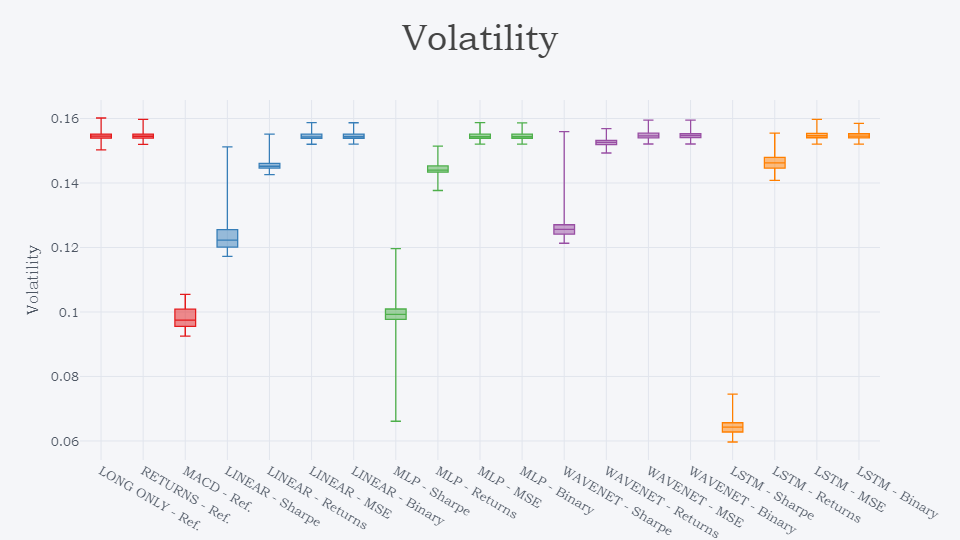 Volatility
Volatility
0.16
0.14
0.12
0.1
0.08
0.06
LONG ONLY - Ref.
RETURNS - Ref.
MACD - Ref.
LINEAR - Sharpe
LINEAR - Returns
LINEAR - MSE
LINEAR - Binary
MLP - Sharpe
MLP - Returns
MLP - MSE
MLP - Binary
WAVENET - Sharpe
WAVENET - Returns
WAVENET - MSE
WAVENET - Binary
LSTM - Sharpe
LSTM - Returns
LSTM - MSE
LSTM - Binary